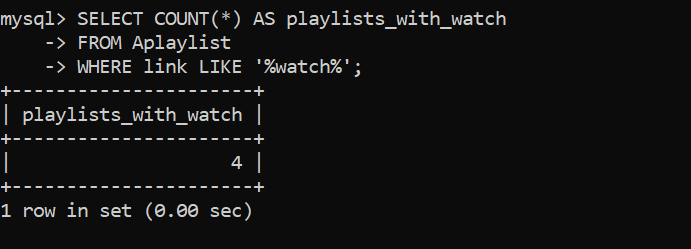 mysql> SELECT COUNT(*) AS playlists_with_watch
    -> FROM Aplaylist
    -> WHERE link LIKE '%watch%';
+----------------------+
| playlists_with_watch |
+----------------------+
|                    4 |
+----------------------+
1 row in set (0.00 sec)